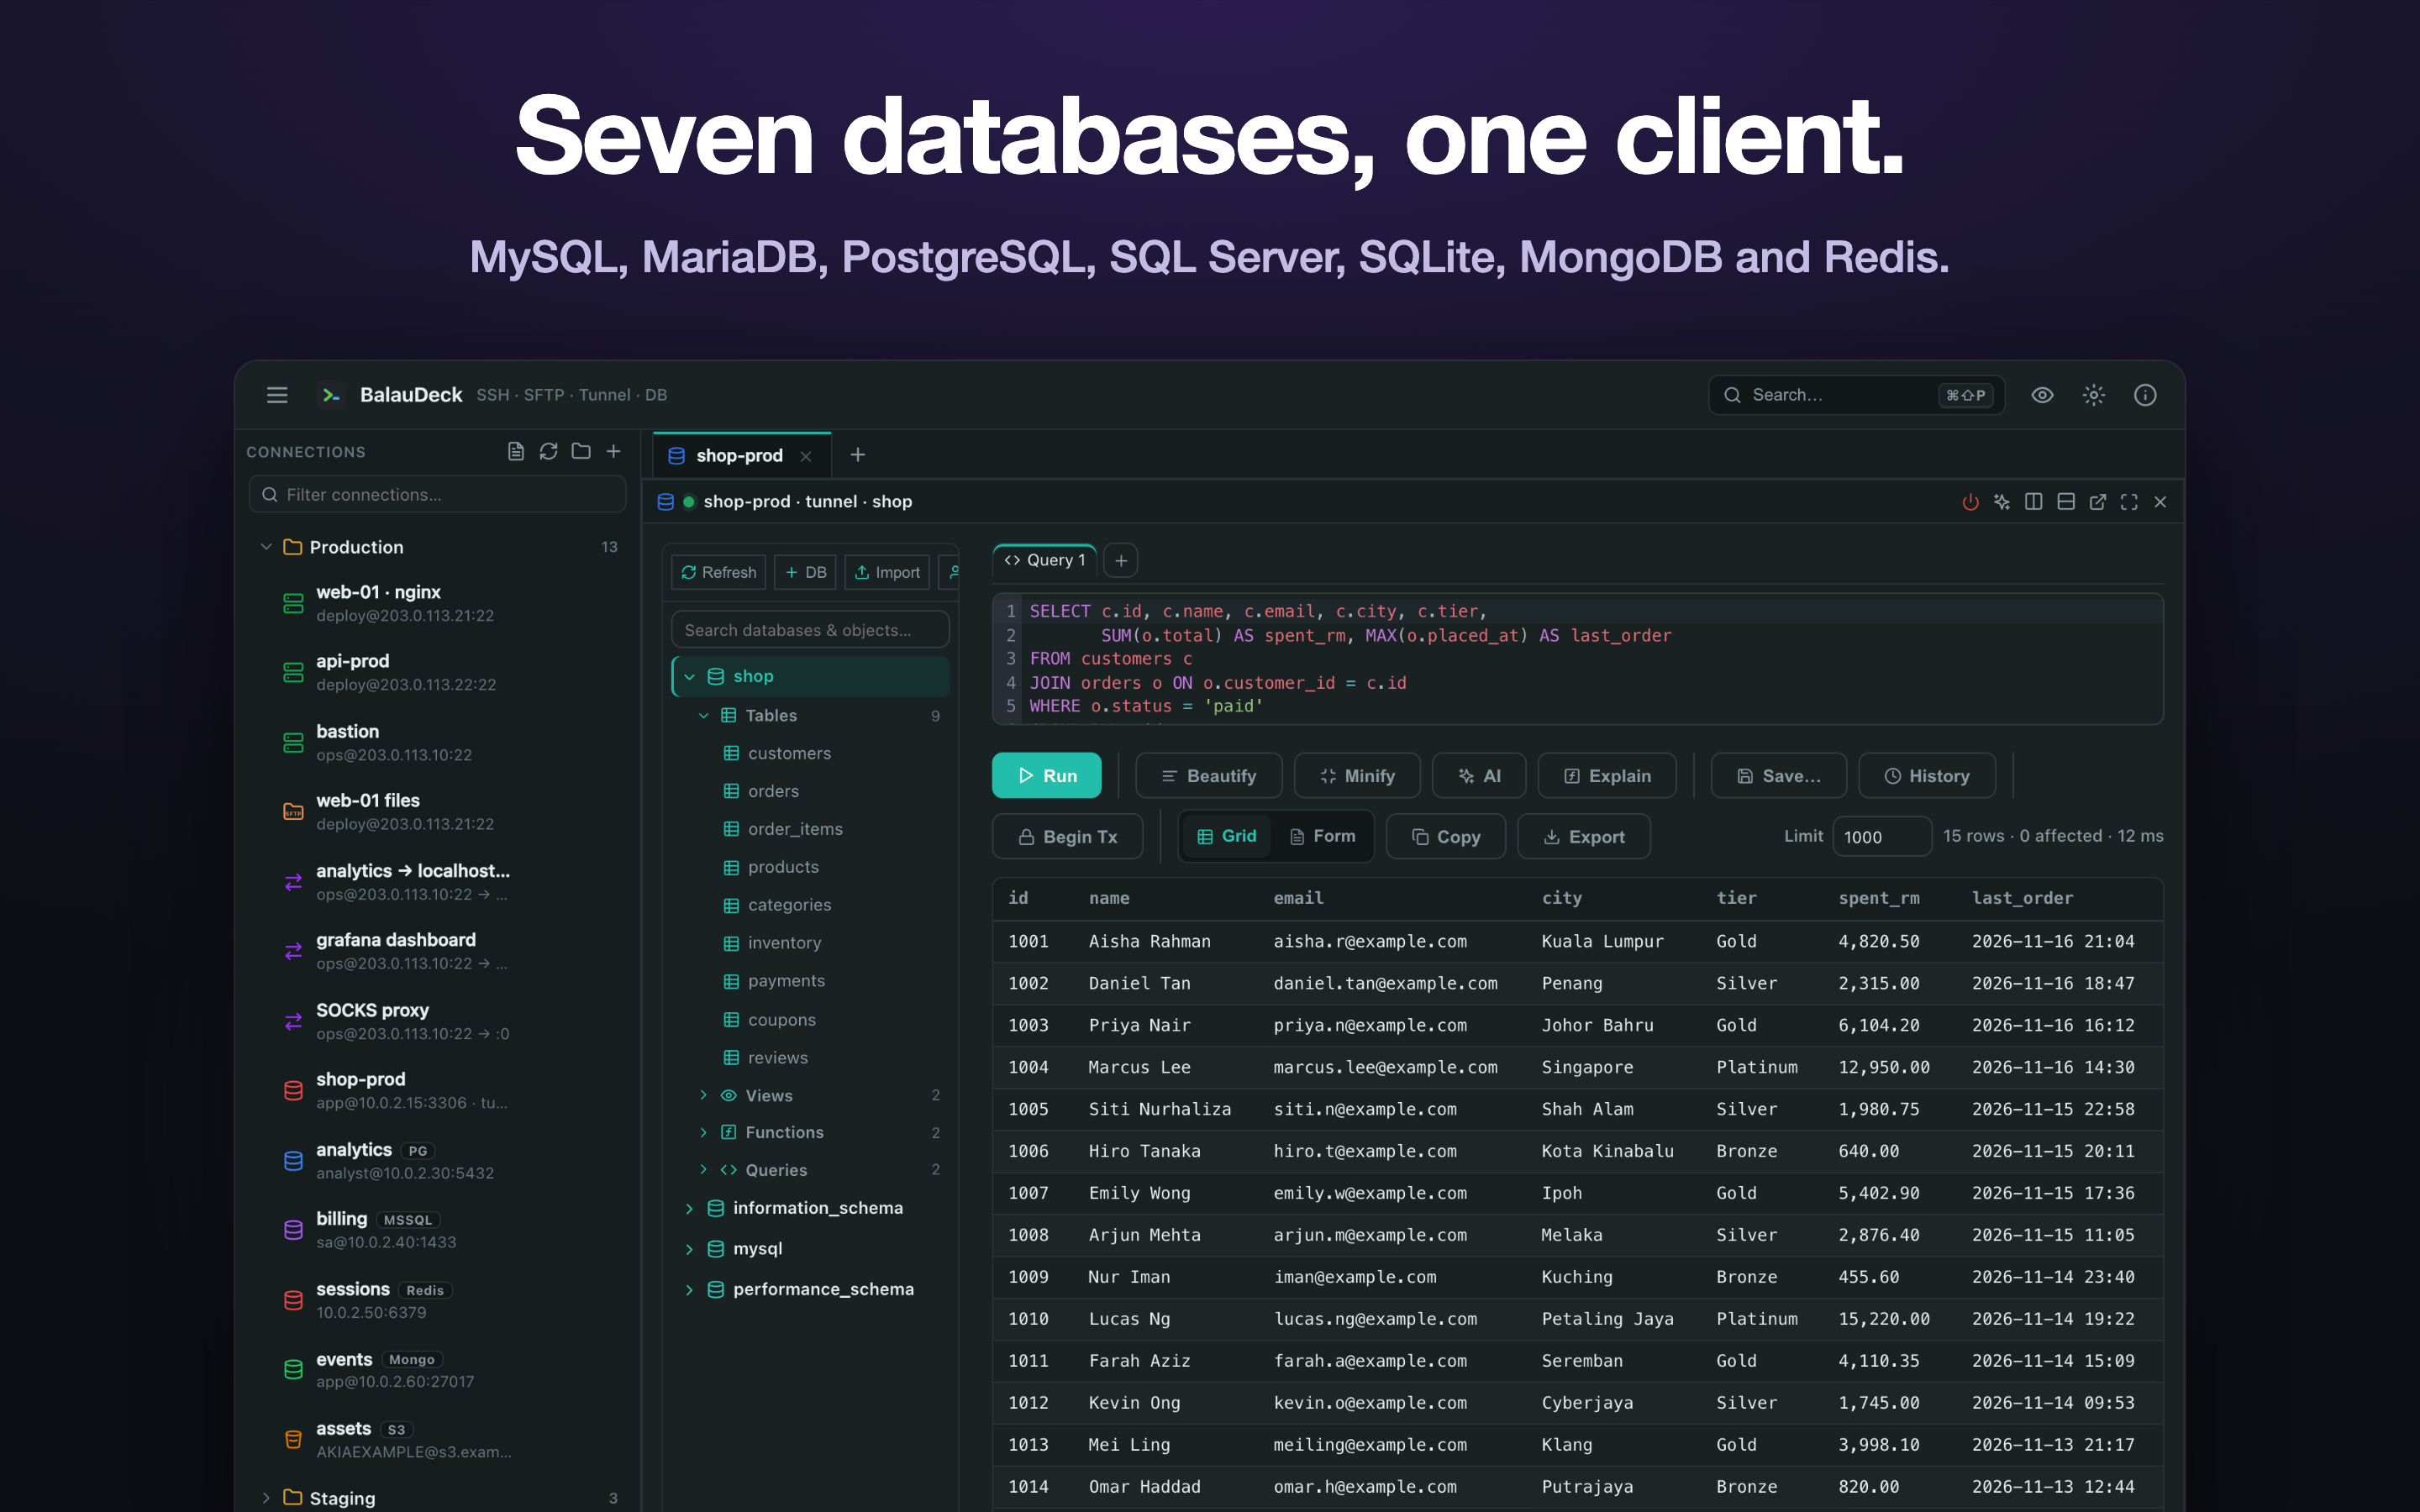 Seven databases, one client.
MySQL, MariaDB, PostgreSQL, SQL Server, SQLite, MongoDB and Redis.
BalauDeck SSH · SFTP · Tunnel · DB
Search… ⌘⇧P
CONNECTIONS
Filter connections…
Production 13
web-01 · nginx
deploy@203.0.113.21:22
api-prod
deploy@203.0.113.22:22
bastion
ops@203.0.113.10:22
SFTP
web-01 files
deploy@203.0.113.21:22
analytics → localhost…
ops@203.0.113.10:22 → …
grafana dashboard
ops@203.0.113.10:22 → …
SOCKS proxy
ops@203.0.113.10:22 → :0
shop-prod
app@10.0.2.15:3306 · tu…
analytics PG
analyst@10.0.2.30:5432
billing MSSQL
sa@10.0.2.40:1433
sessions Redis
10.0.2.50:6379
events Mongo
app@10.0.2.60:27017
assets S3
AKIAEXAMPLE@s3.exam…
Staging 3
shop-prod
shop-prod · tunnel · shop
Refresh + DB Import
Search databases & objects…
shop
Tables 9
customers
orders
order_items
products
categories
inventory
payments
coupons
reviews
Views 2
Functions 2
Queries 2
information_schema
mysql
performance_schema
Query 1
1 SELECT c.id, c.name, c.email, c.city, c.tier,
2 SUM(o.total) AS spent_rm, MAX(o.placed_at) AS last_order
3 FROM customers c
4 JOIN orders o ON o.customer_id = c.id
5 WHERE o.status = 'paid'
Run Beautify Minify AI Explain Save… History
Begin Tx Grid Form Copy Export Limit 1000 15 rows · 0 affected · 12 ms
id name email city tier spent_rm last_order
1001 Aisha Rahman aisha.r@example.com Kuala Lumpur Gold 4,820.50 2026-11-16 21:04
1002 Daniel Tan daniel.tan@example.com Penang Silver 2,315.00 2026-11-16 18:47
1003 Priya Nair priya.n@example.com Johor Bahru Gold 6,104.20 2026-11-16 16:12
1004 Marcus Lee marcus.lee@example.com Singapore Platinum 12,950.00 2026-11-16 14:30
1005 Siti Nurhaliza siti.n@example.com Shah Alam Silver 1,980.75 2026-11-15 22:58
1006 Hiro Tanaka hiro.t@example.com Kota Kinabalu Bronze 640.00 2026-11-15 20:11
1007 Emily Wong emily.w@example.com Ipoh Gold 5,402.90 2026-11-15 17:36
1008 Arjun Mehta arjun.m@example.com Melaka Silver 2,876.40 2026-11-15 11:05
1009 Nur Iman iman@example.com Kuching Bronze 455.60 2026-11-14 23:40
1010 Lucas Ng lucas.ng@example.com Petaling Jaya Platinum 15,220.00 2026-11-14 19:22
1011 Farah Aziz farah.a@example.com Seremban Gold 4,110.35 2026-11-14 15:09
1012 Kevin Ong kevin.o@example.com Cyberjaya Silver 1,745.00 2026-11-14 09:53
1013 Mei Ling meiling@example.com Klang Gold 3,998.10 2026-11-13 21:17
1014 Omar Haddad omar.h@example.com Putrajaya Bronze 820.00 2026-11-13 12:44